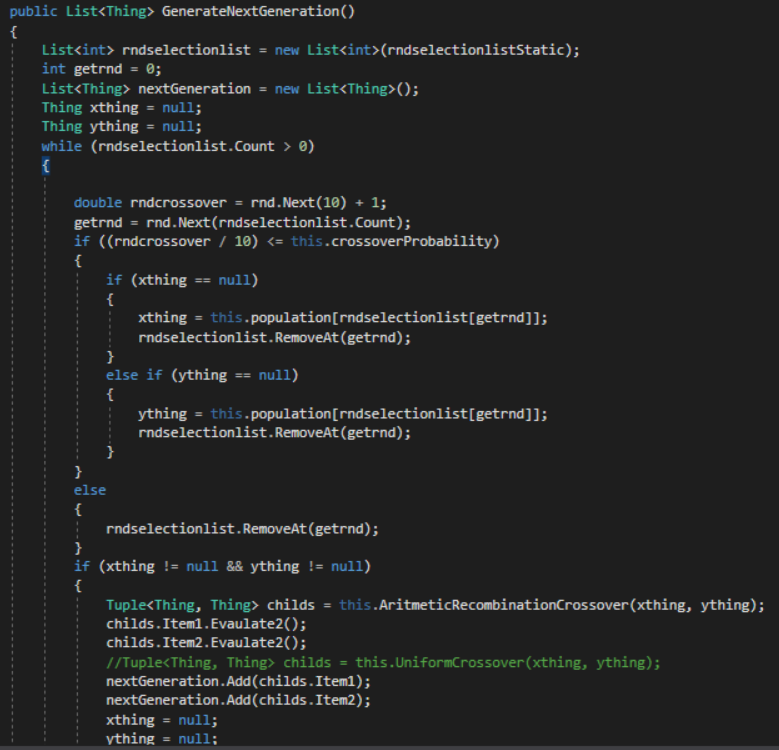 public List<Thing> GenerateNextGeneration()
{
List<int> rndselectionlist = new List<int>(rndselectionlistStatic);
int getrnd = 0;
List<Thing> nextGeneration = new List<Thing>();
Thing xthing = null;
Thing ything = null;
while (rndselectionlist.Count > 0)
{
double rndcrossover = rnd.Next(10) + 1;
getrnd = rnd.Next(rndselectionlist.Count);
if ((rndcrossover / 10) <= this.crossoverProbability)
{
if (xthing == null)
{
xthing = this.population[rndselectionlist[getrnd]];
rndselectionlist.RemoveAt(getrnd);
}
else if (ything == null)
{
ything = this.population[rndselectionlist[getrnd]];
rndselectionlist.RemoveAt(getrnd);
}
}
else
{
rndselectionlist.RemoveAt(getrnd);
}
if (xthing != null && ything != null)
{
Tuple<Thing, Thing> childs = this.AritmeticRecombinationCrossover(xthing, ything);
childs.Item1.Evaulate2();
childs.Item2.Evaulate2();
//Tuple<Thing, Thing> childs = this.UniformCrossover(xthing, ything);
nextGeneration.Add(childs.Item1);
nextGeneration.Add(childs.Item2);
xthing = null;
ything = null;